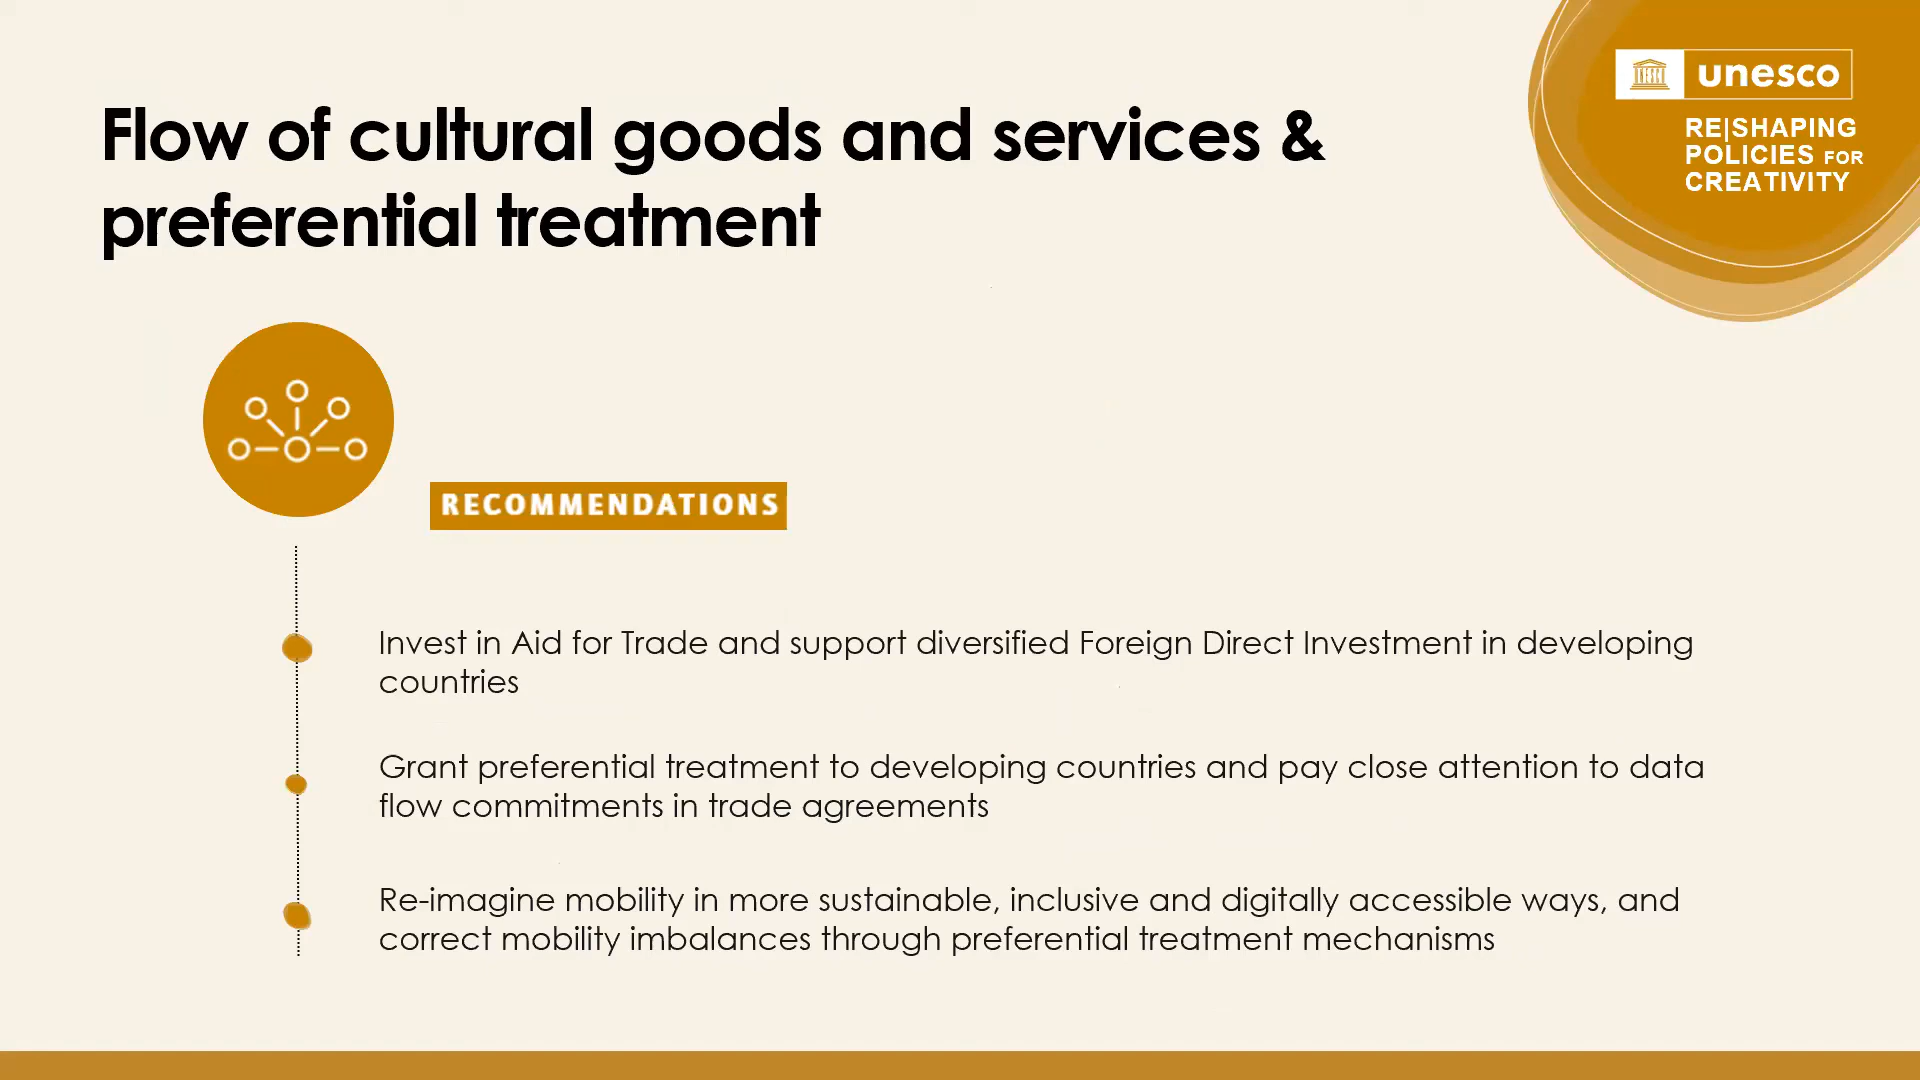 Flow of cultural goods and services &
preferential treatment
unesco
RE|SHAPING
POLICIES FOR
CREATIVITY
RECOMMENDATIONS
Invest in Aid for Trade and support diversified Foreign Direct Investment in developing
countries
Grant preferential treatment to developing countries and pay close attention to data
flow commitments in trade agreements
Re-imagine mobility in more sustainable, inclusive and digitally accessible ways, and
correct mobility imbalances through preferential treatment mechanisms